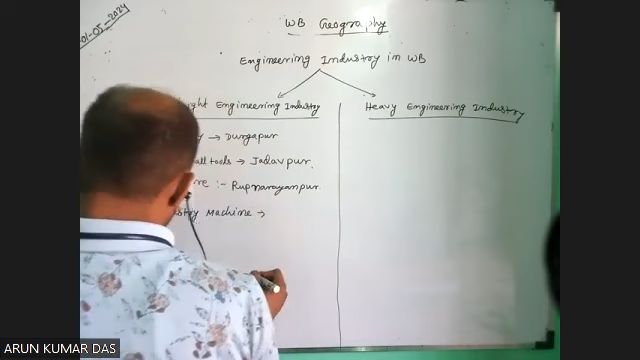 01-05-2024
WB Geography
Engineering Industry in WB
Engineering Industry
Heavy Engineering Industry
→ Durgapur
tools → Jadavpur.
:- Rupnarayanpur
Machine →
ARUN KUMAR DAS